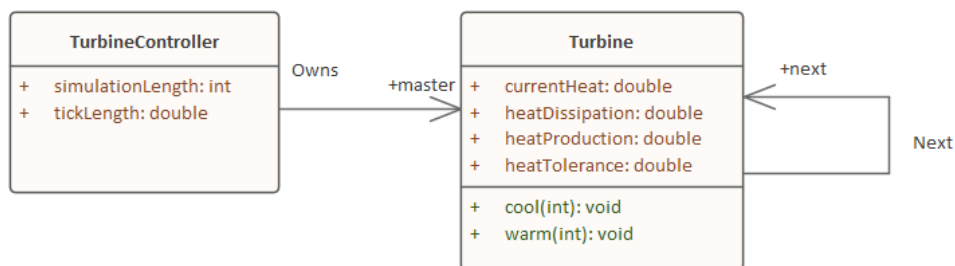 TurbineController
+ simulationLength: int
+ tickLength: double
Owns
+master
Turbine
+ currentHeat: double
+ heatDissipation: double
+ heatProduction: double
+ heatTolerance: double
+ cool(int): void
+ warm(int): void
+next
Next